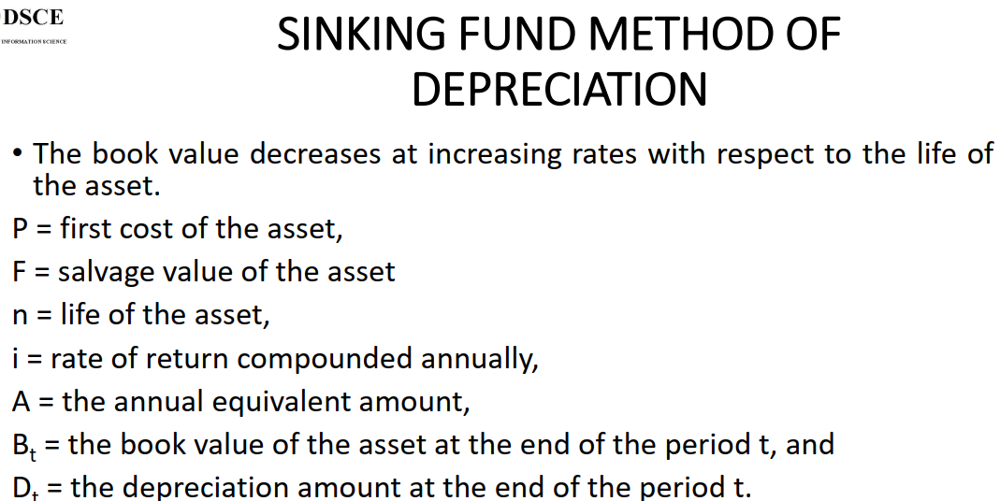 DSCE
INFORMATION SCIENCE
SINKING FUND METHOD OF
DEPRECIATION
• The book value decreases at increasing rates with respect to the life of
the asset.
P = first cost of the asset,
F = salvage value of the asset
n = life of the asset,
i = rate of return compounded annually,
A = the annual equivalent amount,
Bₜ = the book value of the asset at the end of the period t, and
Dₜ = the depreciation amount at the end of the period t.